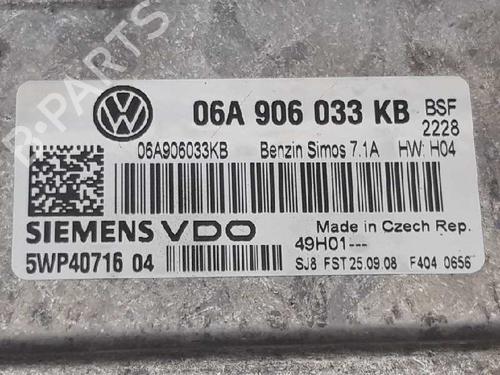 B-PARTS
VW
06A 906 033 KB BSF
2228
06A906033KB Benzin Simos 7.1A HW: H04
SIEMENS VDO Made in Czech Rep.
49H01---
5WP40716 04 SJ8 FST 25.09.08 F404 0656